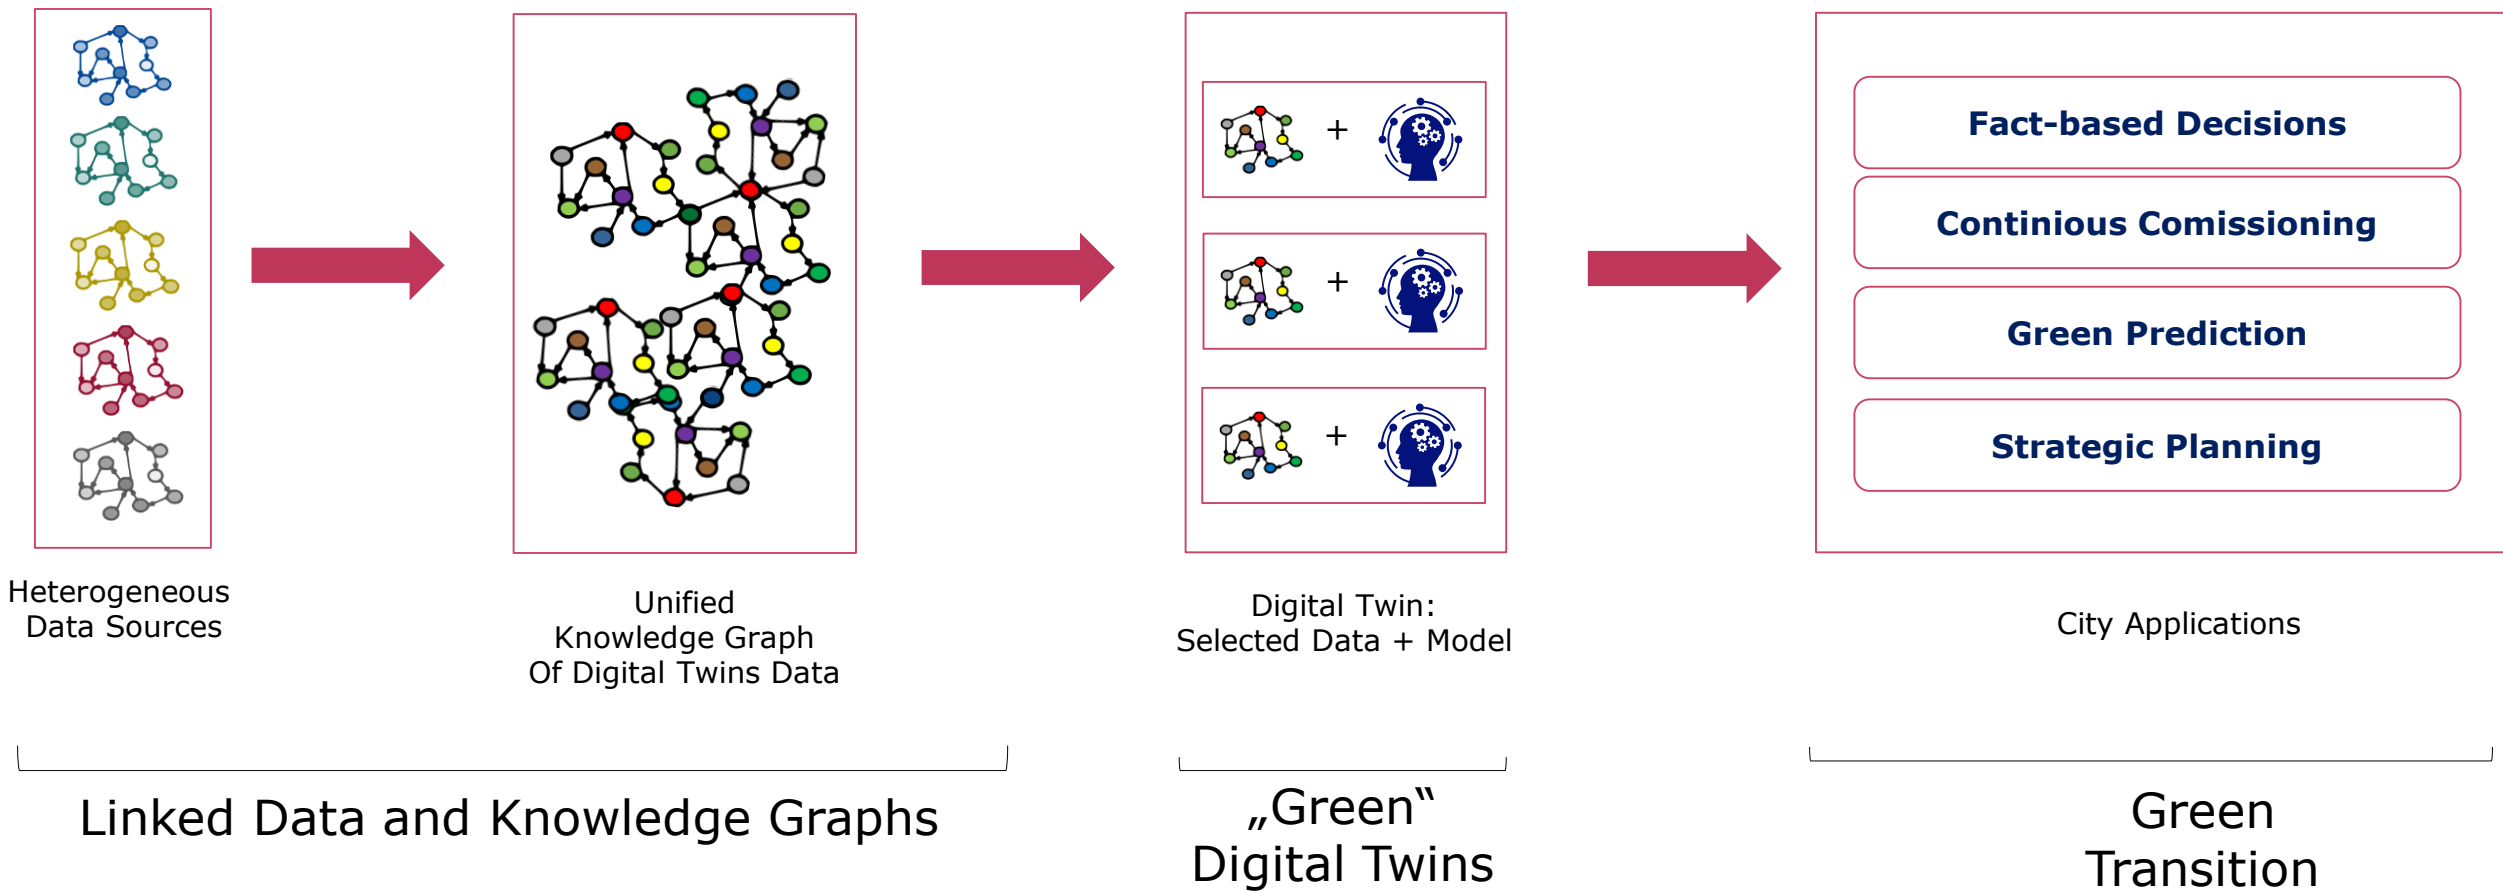 Fact-based Decisions
Continious Comissioning
Green Prediction
Strategic Planning
+
+
+
Heterogeneous
Data Sources
Unified
Knowledge Graph
Of Digital Twins Data
Digital Twin:
Selected Data + Model
City Applications
Linked Data and Knowledge Graphs
„Green“
Digital Twins
Green
Transition